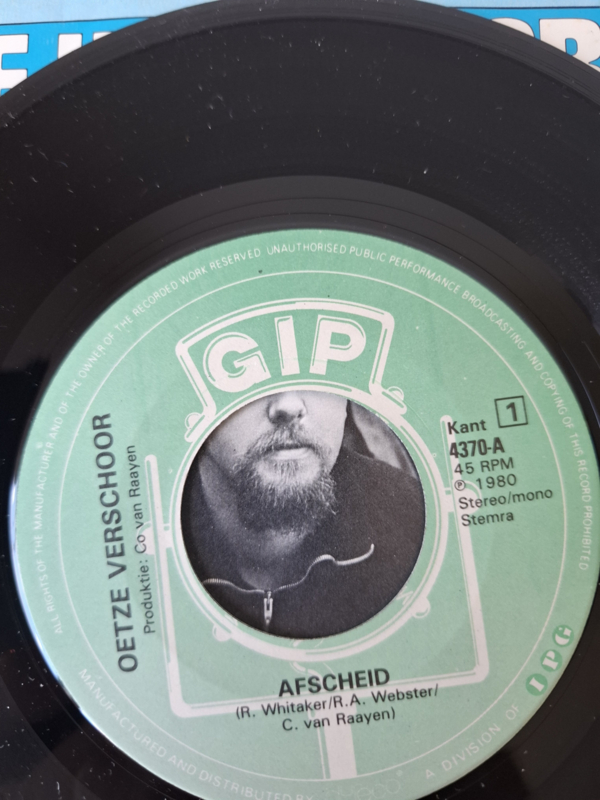 ALL RIGHTS OF THE MANUFACTURER AND OF THE OWNER OF THE RECORDED WORK RESERVED UNAUTHORISED PUBLIC PERFORMANCE BROADCASTING AND COPYING OF THIS RECORD PROHIBITED
GIP
Kant 1
4370-A
45 RPM
℗ 1980
Stereo/mono
Stemra
OETZE VERSCHOOR
Produktie: Co van Raayen
AFSCHEID
(R. Whitaker/R.A. Webster/
C. van Raayen)
MANUFACTURED AND DISTRIBUTED BY
A DIVISION OF IPG